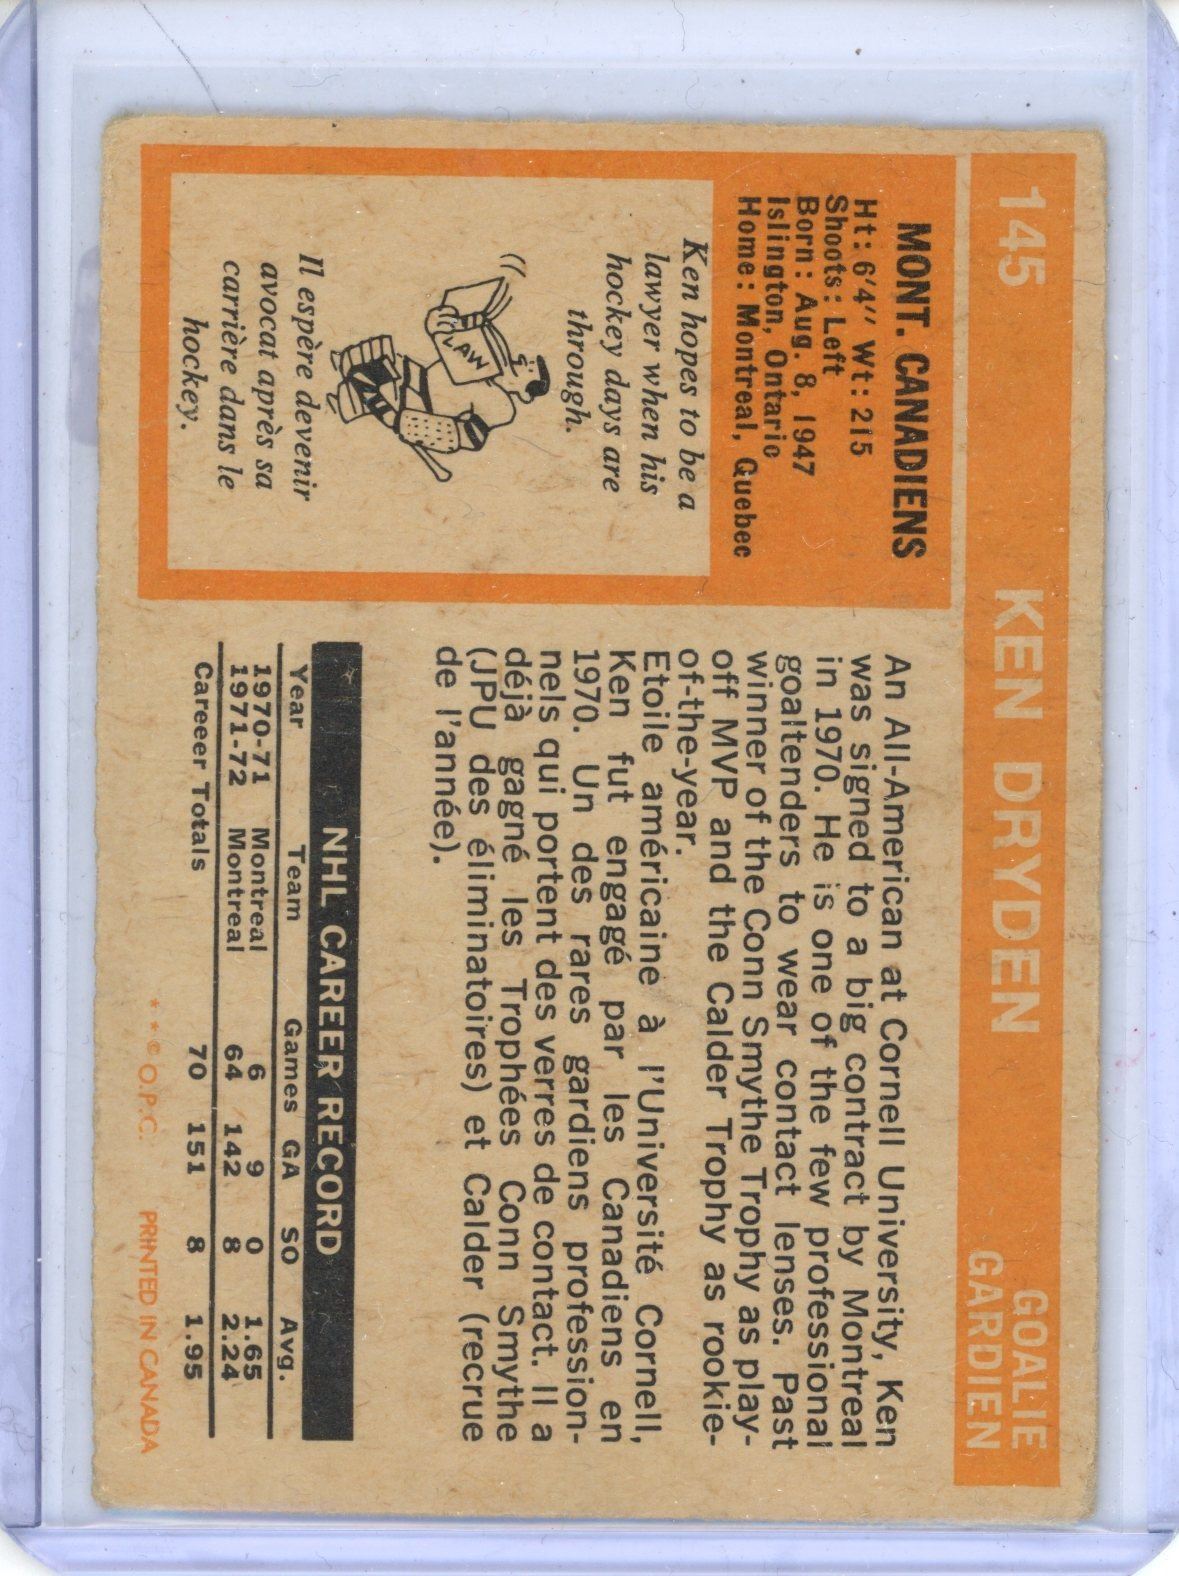 145 KEN DRYDEN GOALIE
GARDIEN
MONT. CANADIENS
Ht: 6'4" Wt: 215
Shoots: Left
Born: Aug. 8, 1947
Islington, Ontario
Home: Montreal, Quebec
Ken hopes to be a
lawyer when his
hockey days are
through.
LAW
Il espère devenir
avocat après sa
carrière dans le
hockey.
An All-American at Cornell University, Ken
was signed to a big contract by Montreal
in 1970. He is one of the few professional
goaltenders to wear contact lenses. Past
winner of the Conn Smythe Trophy as play-
off MVP and the Calder Trophy as rookie-
of-the-year.
Etoile américaine à l'Université Cornell,
Ken fut engagé par les Canadiens en
1970. Un des rares gardiens profession-
nels qui portent des verres de contact. Il a
déjà gagné les Trophées Conn Smythe
(JPU des éliminatoires) et Calder (recrue
de l'année).
NHL CAREER RECORD
Year Team Games GA SO Avg.
1970-71 Montreal 6 9 0 1.65
1971-72 Montreal 64 142 8 2.24
Career Totals 70 151 8 1.95
**© O.P.C. PRINTED IN CANADA